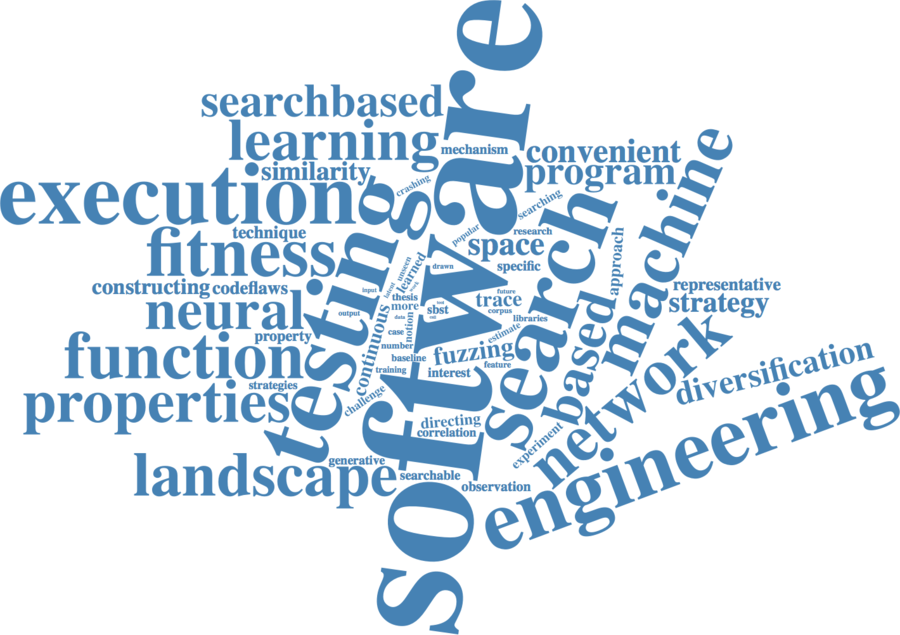 software
searchbased
learning
mechanism
convenient
machine
similarity
program
execution
crashing
searching
testing
search
technique
popular
research
fitness
space
approach
unseen
learned
drawn
specific
constructing
codeflaws
input
latent
work
representative
future
neural
thesis
trace
strategy
more
tool
corpus
output
continuous
data
sbst
libraries
based
property
notion
case
estimate
network
function
number
fuzzing
diversification
baseline
feature
training
interest
strategies
properties
challenge
engineering
directing
correlation
experiment
generative
landscape
searchable
observation